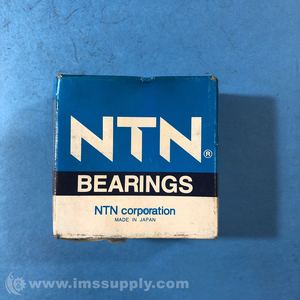 NTN®
BEARINGS
NTN corporation
MADE IN JAPAN
© www.imssupply.com